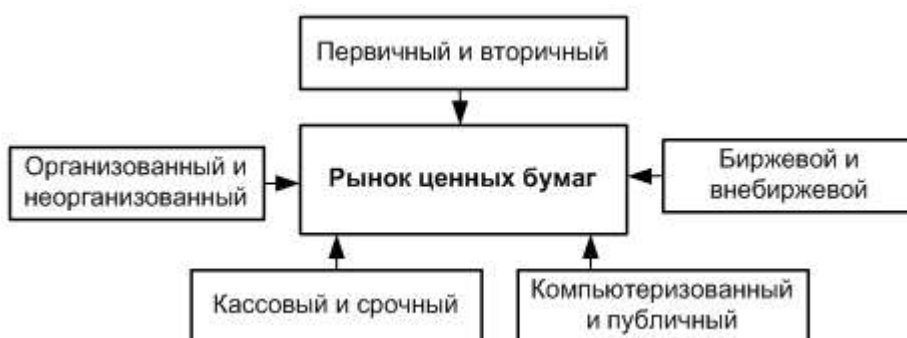 Первичный и вторичный
Организованный и
неорганизованный
Рынок ценных бумаг
Биржевой и
внебиржевой
Кассовый и срочный
Компьютеризованный
и публичный